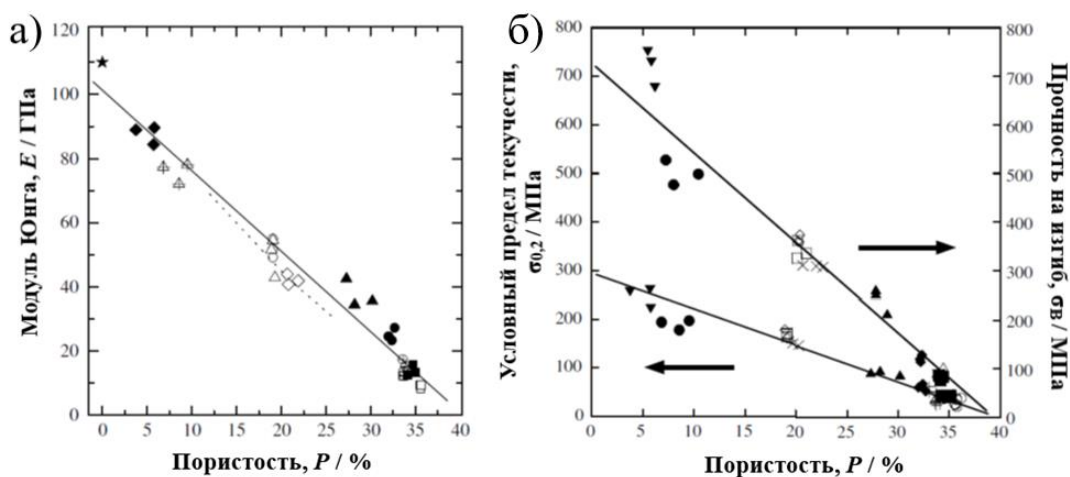 а)
120
100
80
60
40
20
0
Модуль Юнга, E / ГПа
0 5 10 15 20 25 30 35 40
Пористость, P / %
б)
800
700
600
500
400
300
200
100
0
Условный предел текучести,
σ0,2 / МПа
800
700
600
500
400
300
200
100
0
Прочность на изгиб, σв / МПа
0 5 10 15 20 25 30 35 40
Пористость, P / %